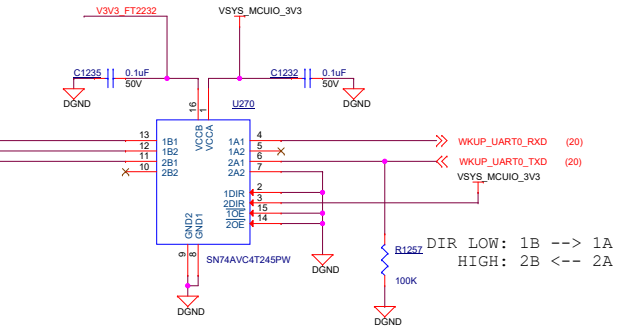 V3V3_FT2232
VSYS_MCUIO_3V3
C1235
0.1uF
50V
C1232
0.1uF
50V
DGND
DGND
U270
16
1
VCCB
VCCA
13
1B1
1A1
4
WKUP_UART0_RXD
(20)
12
1B2
1A2
5
11
2B1
2A1
6
WKUP_UART0_TXD
(20)
10
2B2
2A2
7
VSYS_MCUIO_3V3
1DIR
2
2DIR
3
1OE
15
2OE
14
GND2
GND1
9
8
SN74AVC4T245PW
DGND
R1257
100K
DIR LOW: 1B --> 1A
HIGH: 2B <-- 2A
DGND
DGND